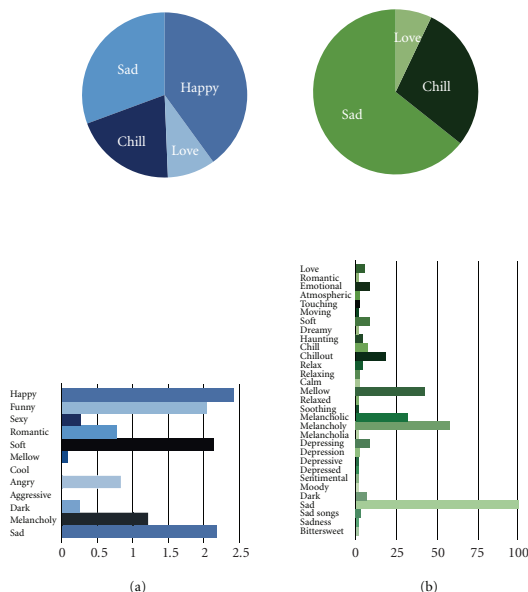 Sad
Happy
Chill
Love
Love
Chill
Sad
Happy
Funny
Sexy
Romantic
Soft
Mellow
Cool
Angry
Aggressive
Dark
Melancholy
Sad
0 0.5 1 1.5 2 2.5
(a)
Love
Romantic
Emotional
Atmospheric
Touching
Moving
Soft
Dreamy
Haunting
Chill
Chillout
Relax
Relaxing
Calm
Mellow
Relaxed
Soothing
Melancholic
Melancholy
Melancholia
Depressing
Depression
Depressive
Depressed
Sentimental
Moody
Dark
Sad
Sad songs
Sadness
Bittersweet
0 25 50 75 100
(b)